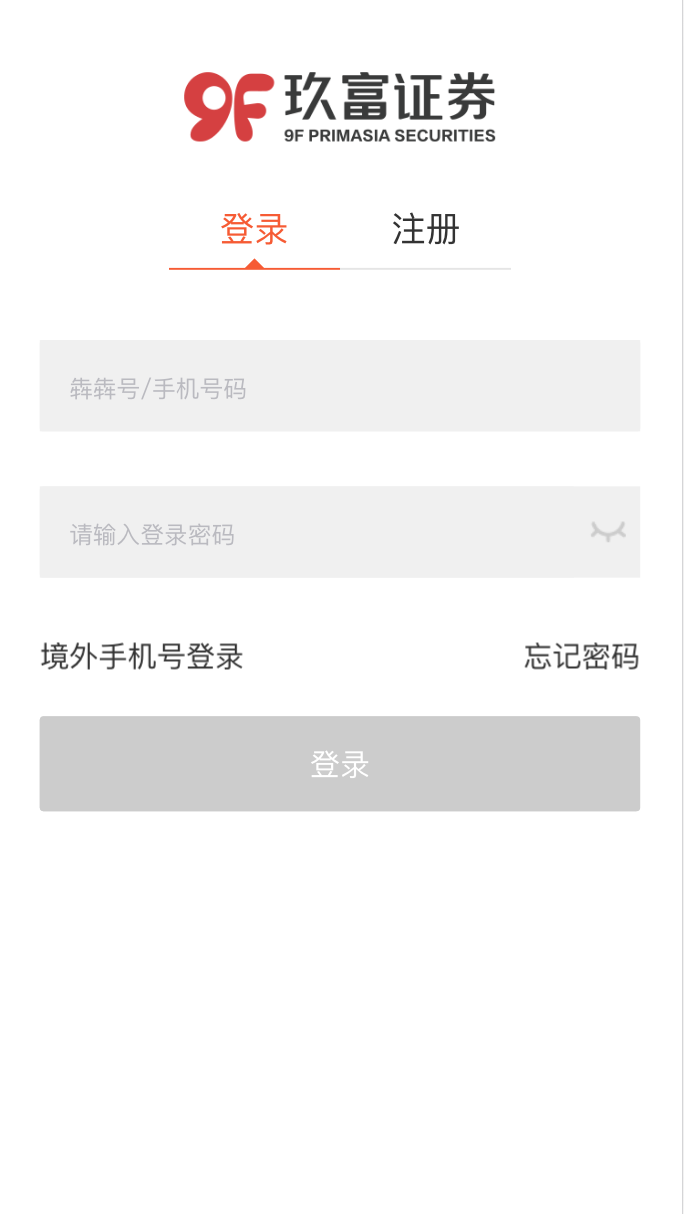 9F 玖富证券
9F PRIMASIA SECURITIES
登录 注册
犇犇号/手机号码
请输入登录密码
境外手机号登录 忘记密码
登录